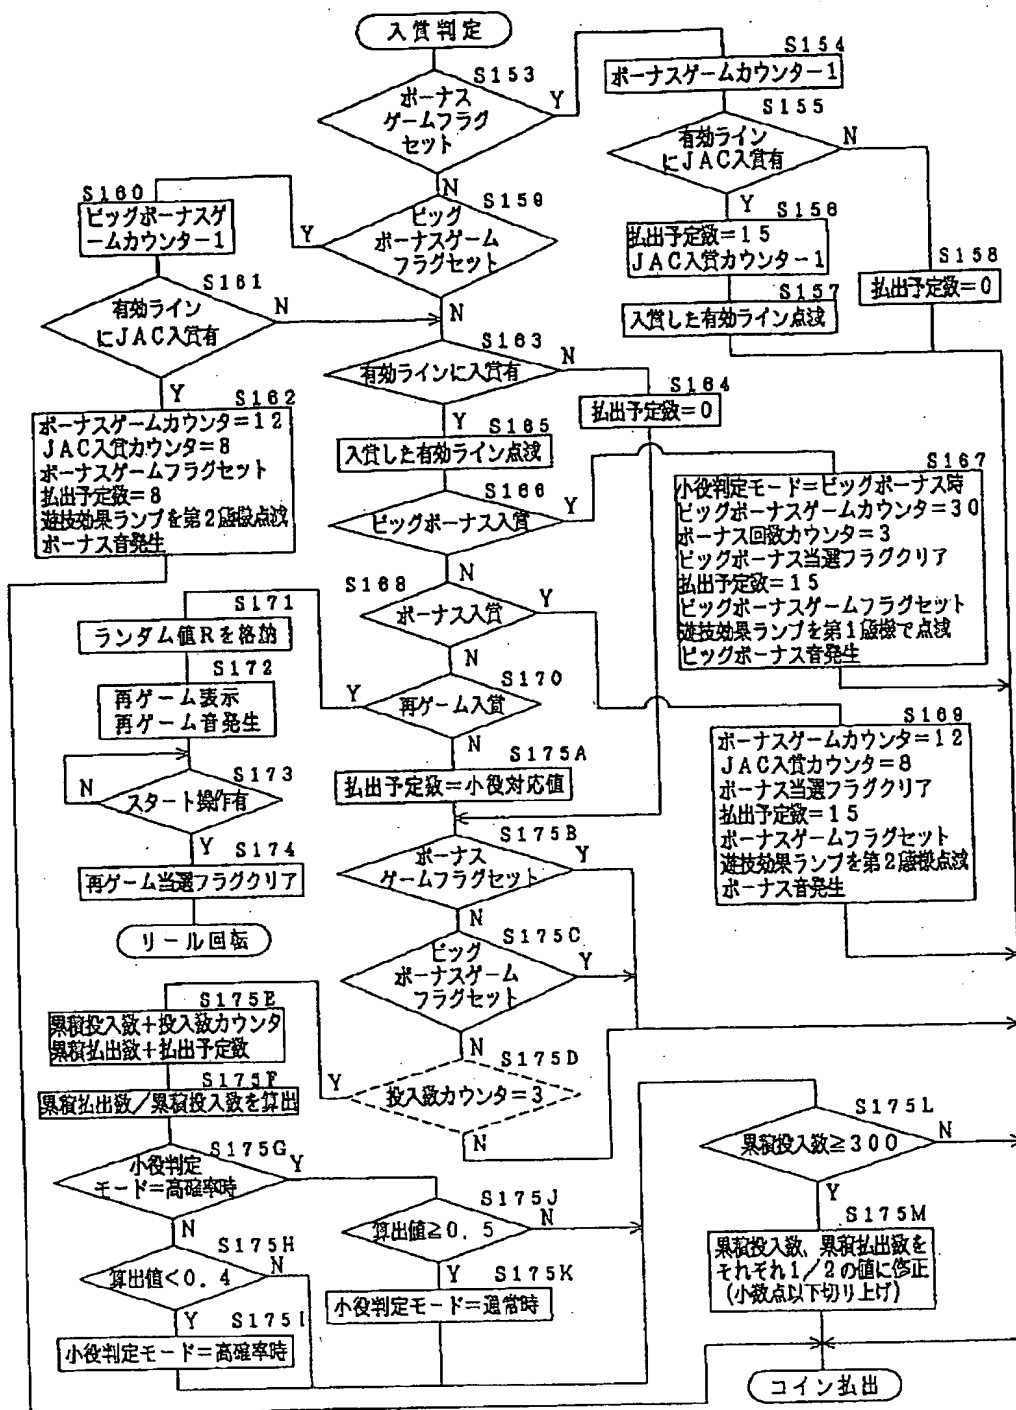 入賞判定
S153
ボーナス
ゲームフラグ
セット
Y
N
S154
ボーナスゲームカウンター1
S155
有効ライン
にJAC入賞有
N
Y
S156
払出予定数=15
JAC入賞カウンター1
S157
入賞した有効ライン点滅
S158
払出予定数=0
S159
ビッグ
ボーナスゲーム
フラグセット
Y
N
S160
ビッグボーナスゲ
ームカウンター1
S161
有効ライン
にJAC入賞有
N
Y
S162
ボーナスゲームカウンタ=12
JAC入賞カウンタ=8
ボーナスゲームフラグセット
払出予定数=8
遊技効果ランプを第2態様点滅
ボーナス音発生
S163
有効ラインに入賞有
N
Y
S164
払出予定数=0
S165
入賞した有効ライン点滅
S166
ビッグボーナス入賞
Y
N
S167
小役判定モード=ビッグボーナス時
ビッグボーナスゲームカウンター=30
ボーナス回数カウンター=3
ビッグボーナス当選フラグクリア
払出予定数=15
ビッグボーナスゲームフラグセット
遊技効果ランプを第1態様で点滅
ビッグボーナス音発生
S168
ボーナス入賞
Y
N
S169
ボーナスゲームカウンタ=12
JAC入賞カウンタ=8
ボーナス当選フラグクリア
払出予定数=15
ボーナスゲームフラグセット
遊技効果ランプを第2態様点滅
ボーナス音発生
S170
再ゲーム入賞
Y
N
S171
ランダム値Rを格納
S172
再ゲーム表示
再ゲーム音発生
S173
スタート操作有
N
Y
S174
再ゲーム当選フラグクリア
リール回転
S175A
払出予定数=小役対応値
S175B
ボーナス
ゲームフラグセット
Y
N
S175C
ビッグ
ボーナスゲーム
フラグセット
Y
N
S175D
投入数カウンタ=3
Y
N
S175E
累積投入数+投入数カウンタ
累積払出数+払出予定数
S175F
累積払出数/累積投入数を算出
S175G
小役判定
モード=高確率時
Y
N
S175H
算出値<0.4
N
Y
S175I
小役判定モード=高確率時
S175J
算出値≧0.5
N
Y
S175K
小役判定モード=通常時
S175L
累積投入数≧300
N
Y
S175M
累積投入数、累積払出数を
それぞれ1/2の値に修正
(小数点以下切り上げ)
コイン払出